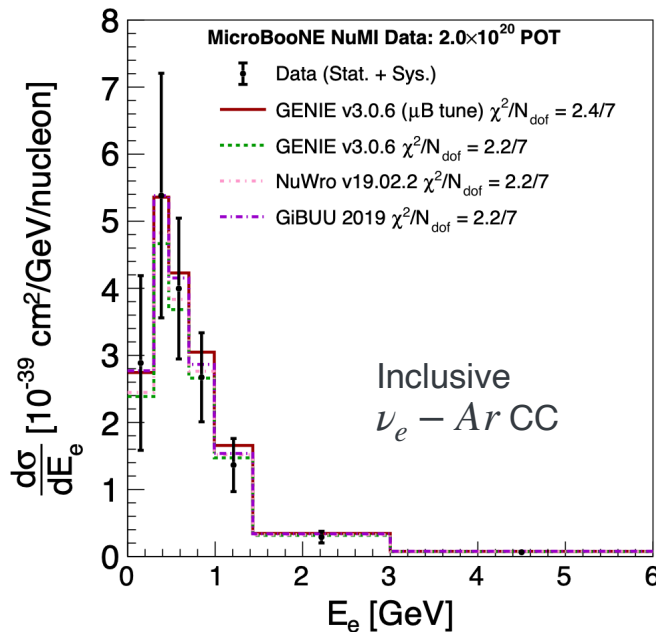 MicroBooNE NuMI Data: 2.0×10²⁰ POT
Data (Stat. + Sys.)
GENIE v3.0.6 (μB tune) χ²/N_dof = 2.4/7
GENIE v3.0.6 χ²/N_dof = 2.2/7
NuWro v19.02.2 χ²/N_dof = 2.2/7
GiBUU 2019 χ²/N_dof = 2.2/7
Inclusive
ν_e − Ar CC
dσ/dE_e [10⁻³⁹ cm²/GeV/nucleon]
8
7
6
5
4
3
2
1
0
0 1 2 3 4 5 6
E_e [GeV]